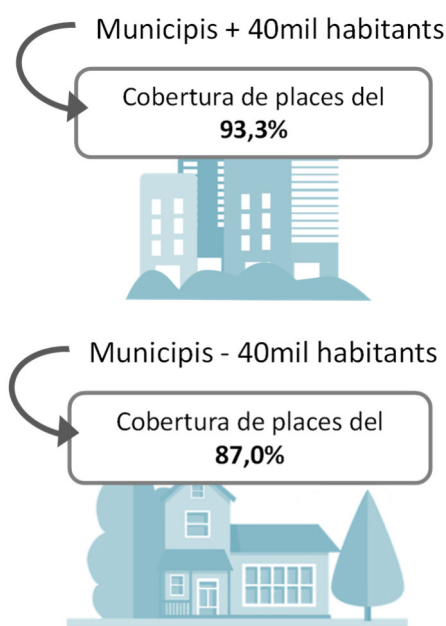 Municipis + 40mil habitants
Cobertura de places del
93,3%
Municipis - 40mil habitants
Cobertura de places del
87,0%